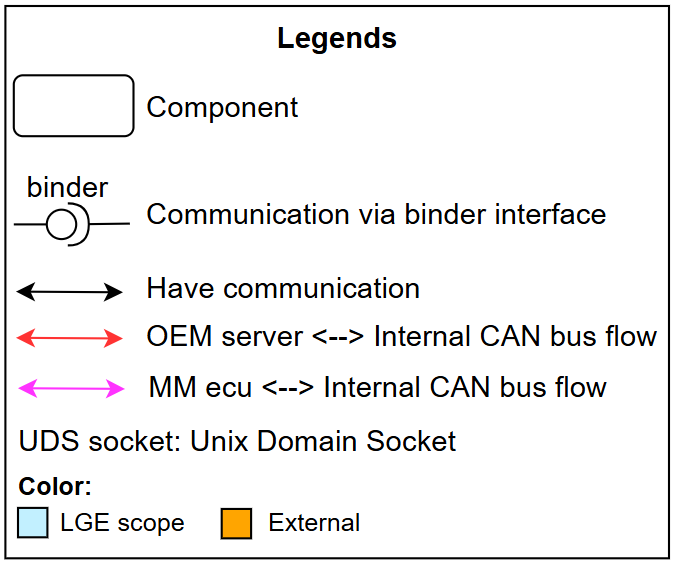 Legends
Component
binder
Communication via binder interface
Have communication
OEM server <--> Internal CAN bus flow
MM ecu <--> Internal CAN bus flow
UDS socket: Unix Domain Socket
Color:
LGE scope
External